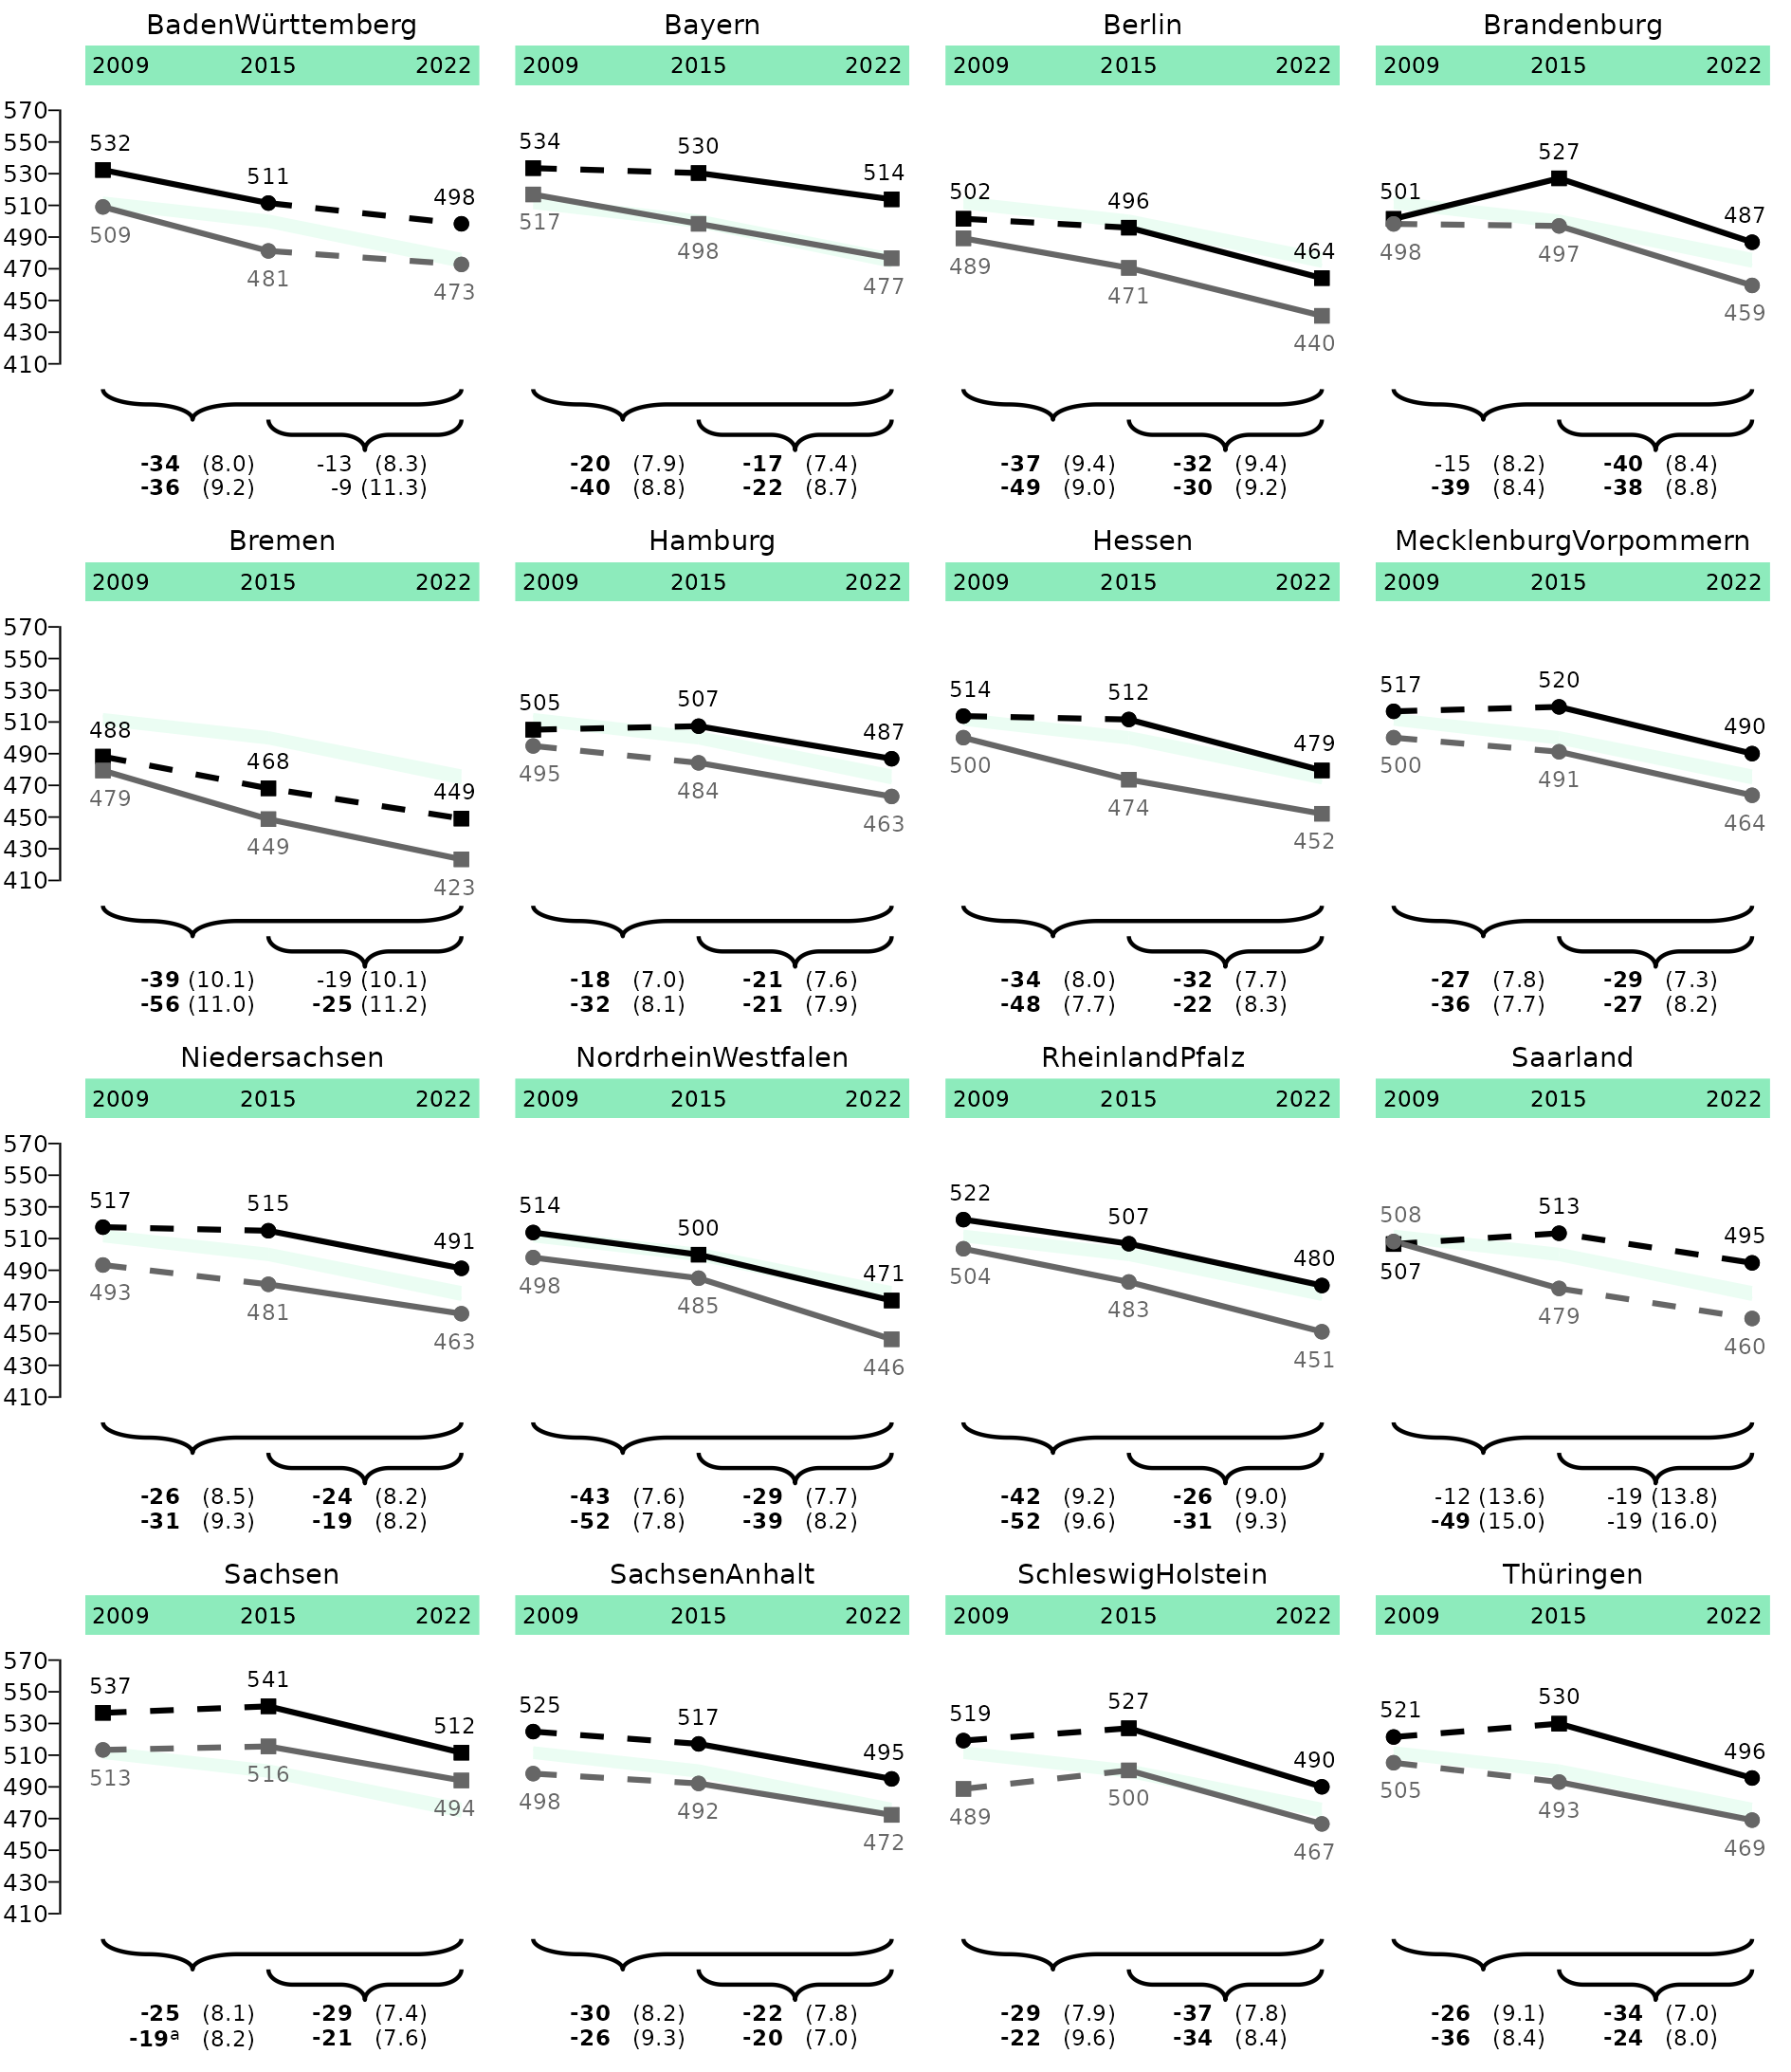 BadenWürttemberg Bayern Berlin Brandenburg
2009 2015 2022 2009 2015 2022 2009 2015 2022 2009 2015 2022
570
550
530
510
490
470
450
430
410
532 511 498
509 481 473
534 530 514
517 498 477
502 496 464
489 471 440
501 527 487
498 497 459
-34 (8.0) -13 (8.3) -20 (7.9) -17 (7.4) -37 (9.4) -32 (9.4) -15 (8.2) -40 (8.4)
-36 (9.2) -9 (11.3) -40 (8.8) -22 (8.7) -49 (9.0) -30 (9.2) -39 (8.4) -38 (8.8)
Bremen Hamburg Hessen MecklenburgVorpommern
2009 2015 2022 2009 2015 2022 2009 2015 2022 2009 2015 2022
570
550
530
510
490
470
450
430
410
488 468 449
479 449 423
505 507 487
495 484 463
514 512 479
500 474 452
517 520 490
500 491 464
-39 (10.1) -19 (10.1) -18 (7.0) -21 (7.6) -34 (8.0) -32 (7.7) -27 (7.8) -29 (7.3)
-56 (11.0) -25 (11.2) -32 (8.1) -21 (7.9) -48 (7.7) -22 (8.3) -36 (7.7) -27 (8.2)
Niedersachsen NordrheinWestfalen RheinlandPfalz Saarland
2009 2015 2022 2009 2015 2022 2009 2015 2022 2009 2015 2022
570
550
530
510
490
470
450
430
410
517 515 491
493 481 463
514 500 471
498 485 446
522 507 480
504 483 451
508 513 495
507 479 460
-26 (8.5) -24 (8.2) -43 (7.6) -29 (7.7) -42 (9.2) -26 (9.0) -12 (13.6) -19 (13.8)
-31 (9.3) -19 (8.2) -52 (7.8) -39 (8.2) -52 (9.6) -31 (9.3) -49 (15.0) -19 (16.0)
Sachsen SachsenAnhalt SchleswigHolstein Thüringen
2009 2015 2022 2009 2015 2022 2009 2015 2022 2009 2015 2022
570
550
530
510
490
470
450
430
410
537 541 512
513 516 494
525 517 495
498 492 472
519 527 490
489 500 467
521 530 496
505 493 469
-25 (8.1) -29 (7.4) -30 (8.2) -22 (7.8) -29 (7.9) -37 (7.8) -26 (9.1) -34 (7.0)
-19ª (8.2) -21 (7.6) -26 (9.3) -20 (7.0) -22 (9.6) -34 (8.4) -36 (8.4) -24 (8.0)